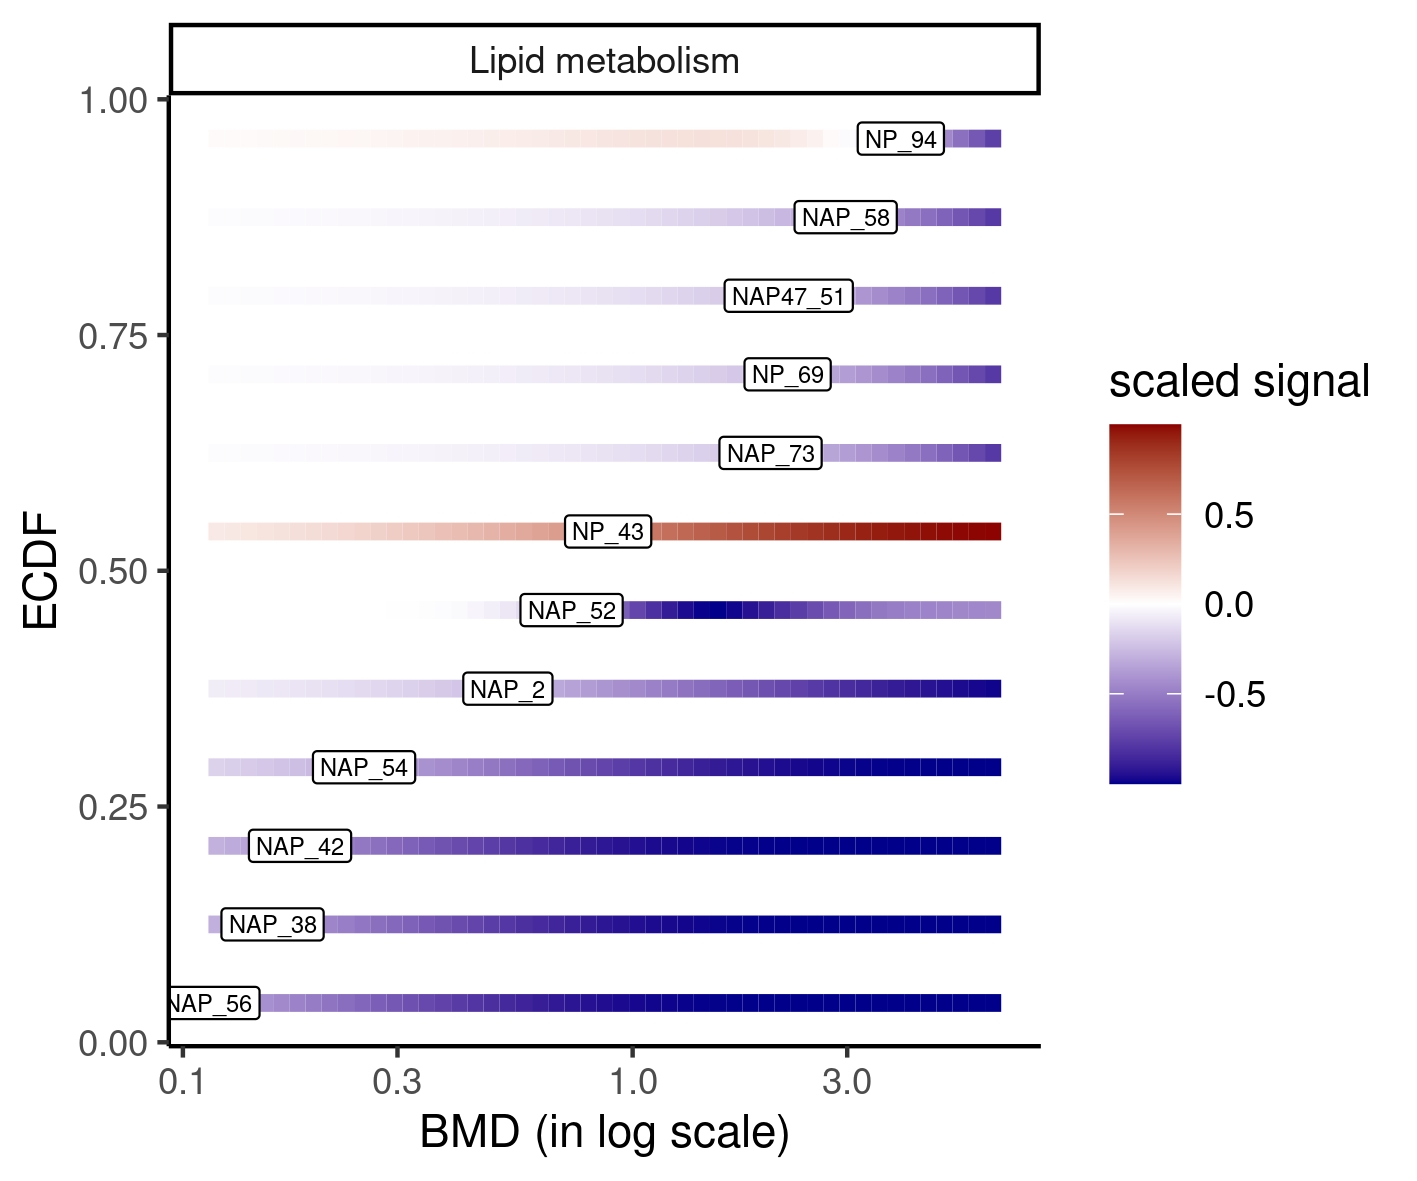 Lipid metabolism
1.00
NP_94
NAP_58
NAP47_51
0.75
NP_69
NAP_73
NP_43
0.50
NAP_52
NAP_2
NAP_54
0.25
NAP_42
NAP_38
NAP_56
0.00
0.1 0.3 1.0 3.0
BMD (in log scale)
ECDF
scaled signal
0.5
0.0
-0.5